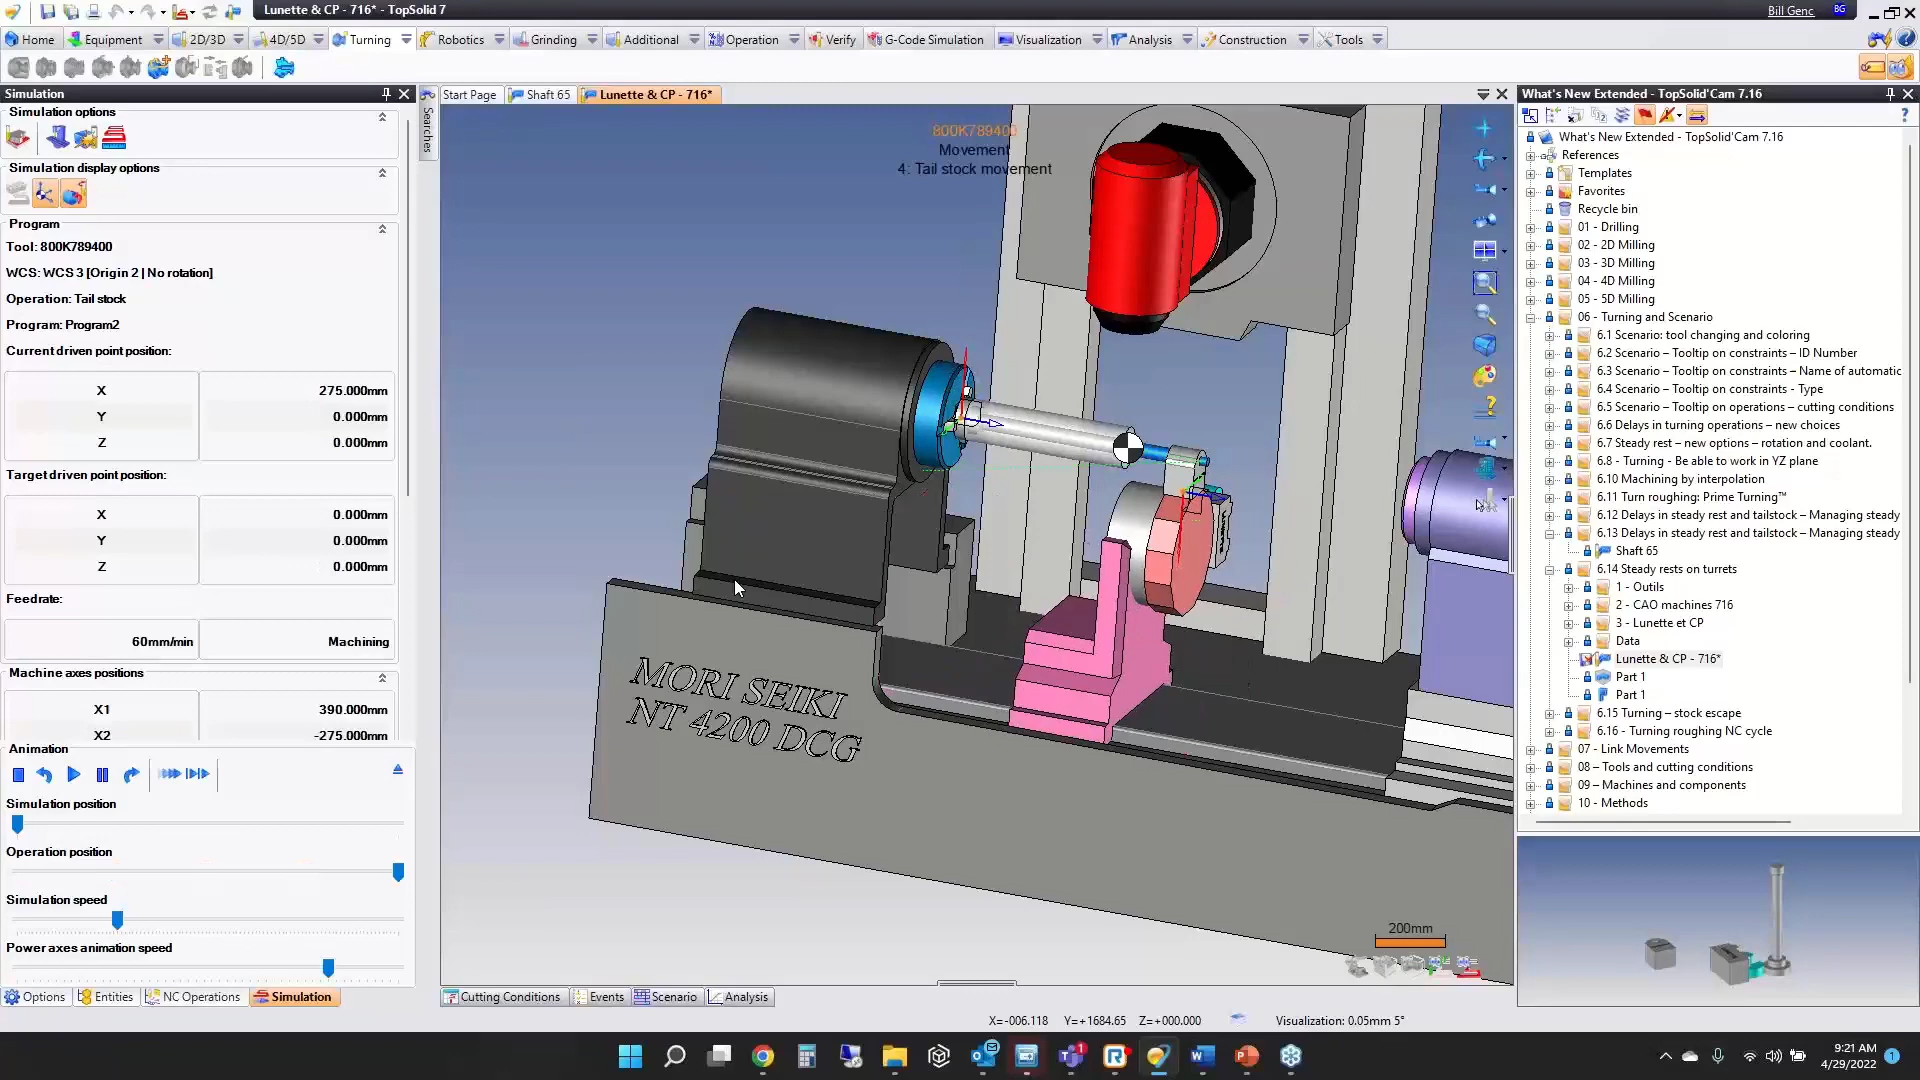 Lunette & CP - 716* - TopSolid 7
Bill Genc
BG
Home
Equipment
2D/3D
4D/5D
Turning
Robotics
Grinding
Additional
Operation
Verify
G-Code Simulation
Visualization
Analysis
Construction
Tools
Simulation
Simulation options
Simulation display options
Program
Tool: 800K789400
WCS: WCS 3 [Origin 2 | No rotation]
Operation: Tail stock
Program: Program2
Current driven point position:
X 275.000mm
Y 0.000mm
Z 0.000mm
Target driven point position:
X 0.000mm
Y 0.000mm
Z 0.000mm
Feedrate:
60mm/min Machining
Machine axes positions
X1 390.000mm
X2 -275.000mm
Animation
Simulation position
Operation position
Simulation speed
Power axes animation speed
Options
Entities
NC Operations
Simulation
Searches
Start Page
Shaft 65
Lunette & CP - 716*
800K789400
Movement
4: Tail stock movement
MORI SEIKI
NT 4200 DCG
200mm
Cutting Conditions
Events
Scenario
Analysis
What's New Extended - TopSolid'Cam 7.16
What's New Extended - TopSolid'Cam 7.16
References
Templates
Favorites
Recycle bin
01 - Drilling
02 - 2D Milling
03 - 3D Milling
04 - 4D Milling
05 - 5D Milling
06 - Turning and Scenario
6.1 Scenario: tool changing and coloring
6.2 Scenario – Tooltip on constraints – ID Number
6.3 Scenario – Tooltip on constraints – Name of automatic
6.4 Scenario – Tooltip on constraints - Type
6.5 Scenario – Tooltip on operations – cutting conditions
6.6 Delays in turning operations – new choices
6.7 Steady rest – new options – rotation and coolant.
6.8 - Turning - Be able to work in YZ plane
6.10 Machining by interpolation
6.11 Turn roughing: Prime Turning™
6.12 Delays in steady rest and tailstock – Managing steady
6.13 Delays in steady rest and tailstock – Managing steady
Shaft 65
6.14 Steady rests on turrets
1 - Outils
2 - CAO machines 716
3 - Lunette et CP
Data
Lunette & CP - 716*
Part 1
Part 1
6.15 Turning – stock escape
6.16 - Turning roughing NC cycle
07 - Link Movements
08 – Tools and cutting conditions
09 – Machines and components
10 - Methods
X=-006.118 Y=+1684.65 Z=+000.000
Visualization: 0.05mm 5°
9:21 AM
4/29/2022
1